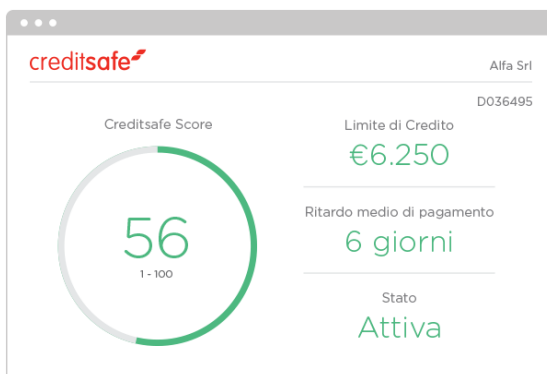 creditsafe
Alfa Srl
D036495
Creditsafe Score
56
1 - 100
Limite di Credito
€6.250
Ritardo medio di pagamento
6 giorni
Stato
Attiva